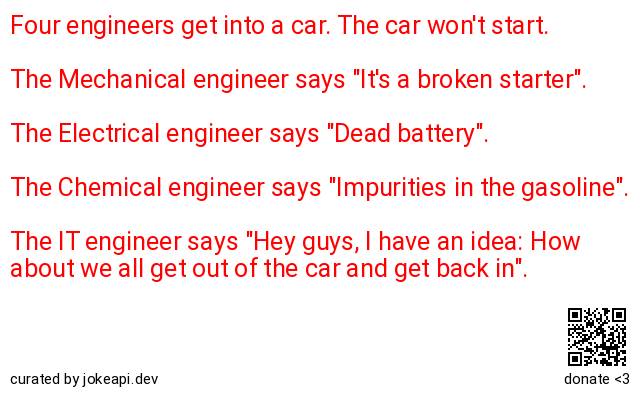 Four engineers get into a car. The car won't start.
The Mechanical engineer says "It's a broken starter".
The Electrical engineer says "Dead battery".
The Chemical engineer says "Impurities in the gasoline".
The IT engineer says "Hey guys, I have an idea: How
about we all get out of the car and get back in".
curated by jokeapi.dev
donate <3